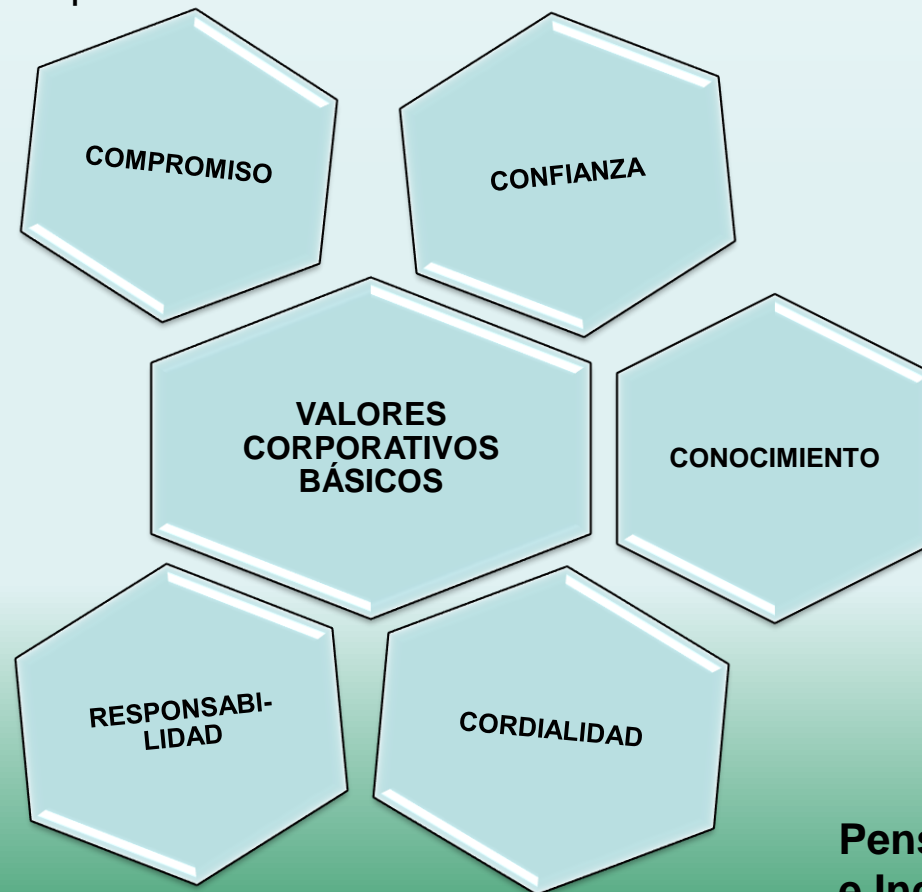 COMPROMISO
CONFIANZA
VALORES
CORPORATIVOS
BÁSICOS
CONOCIMIENTO
RESPONSABI-
LIDAD
CORDIALIDAD